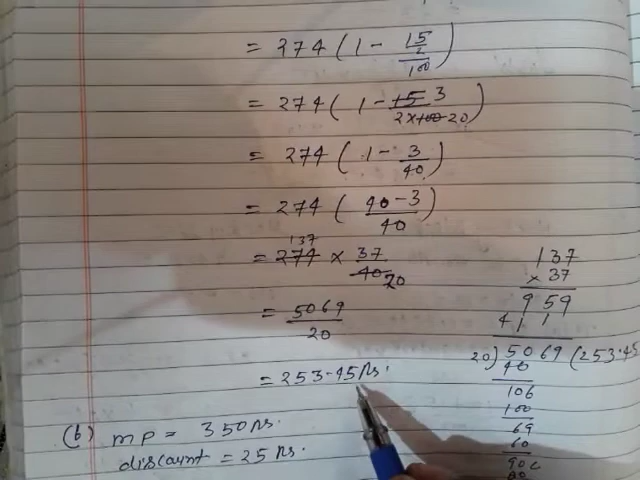 = 274 ( 1 - 15/2/100 )
= 274 ( 1 - 15 3 / 2×100 20 )
= 274 ( 1 - 3/40 )
= 274 ( 40-3 / 40 )
137
= 274 × 37 / 40 20
= 5069 / 20
= 253.45 Rs.
137
× 37
959
411
20) 5069 (253.45
40
106
100
69
60
90
80
(b) MP = 350 Rs.
discount = 25 Rs.